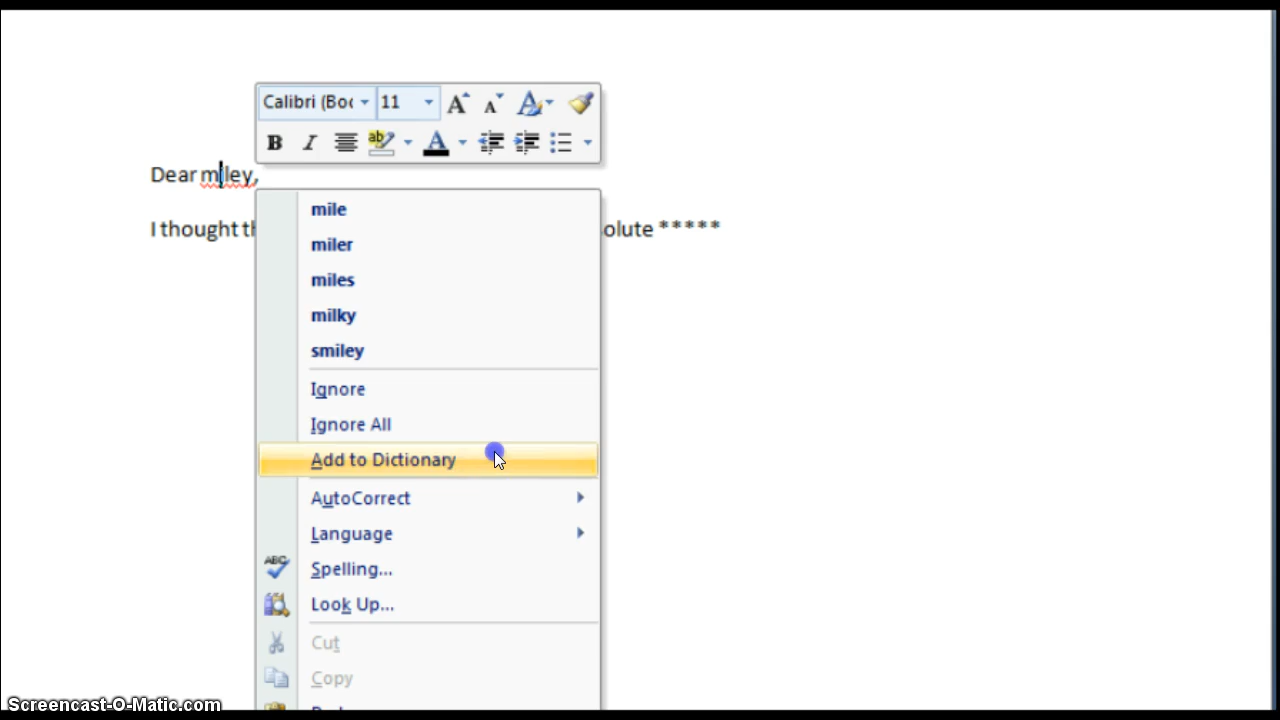 Calibri (Boc 11
Dear miley,
I thought th olute *****
mile
miler
miles
milky
smiley
Ignore
Ignore All
Add to Dictionary
AutoCorrect
Language
Spelling...
Look Up...
Cut
Copy
Screencast-O-Matic.com